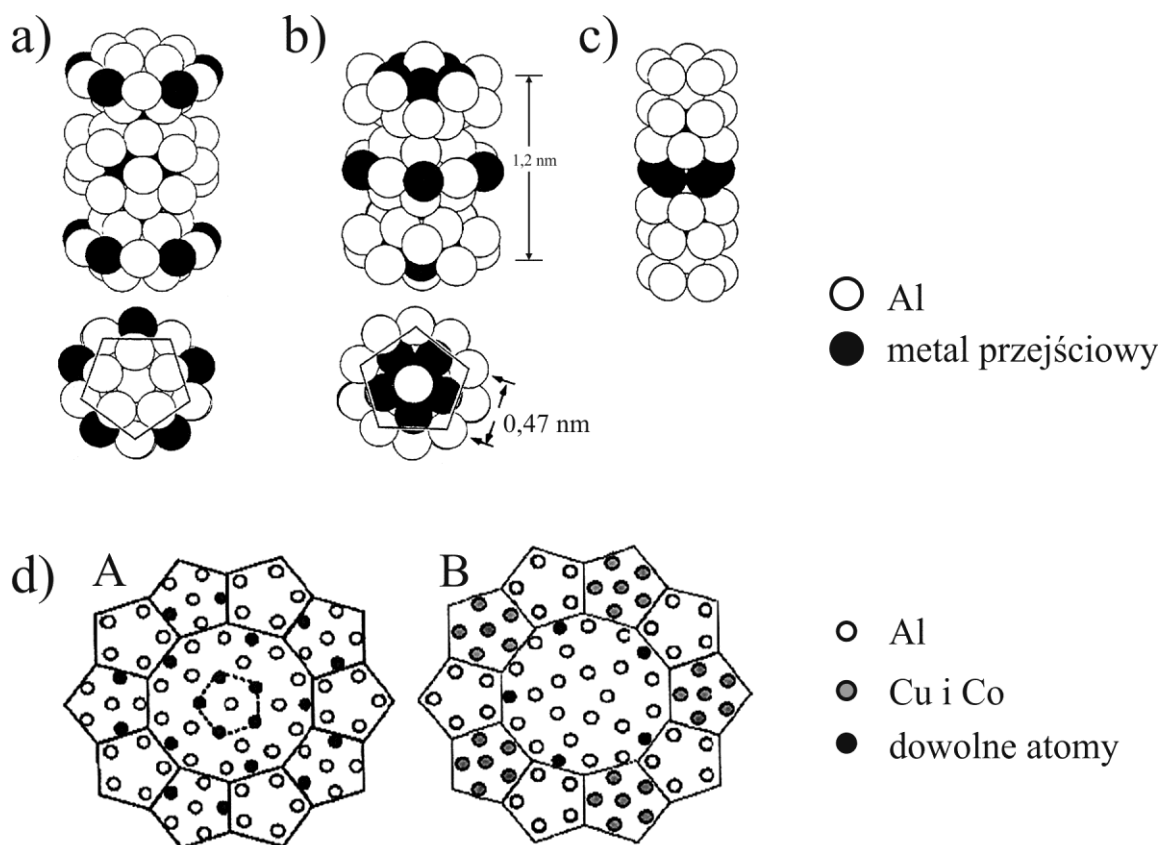 a)
b)
c)
1,2 nm
0,47 nm
Al
metal przejściowy
d)
A
B
Al
Cu i Co
dowolne atomy